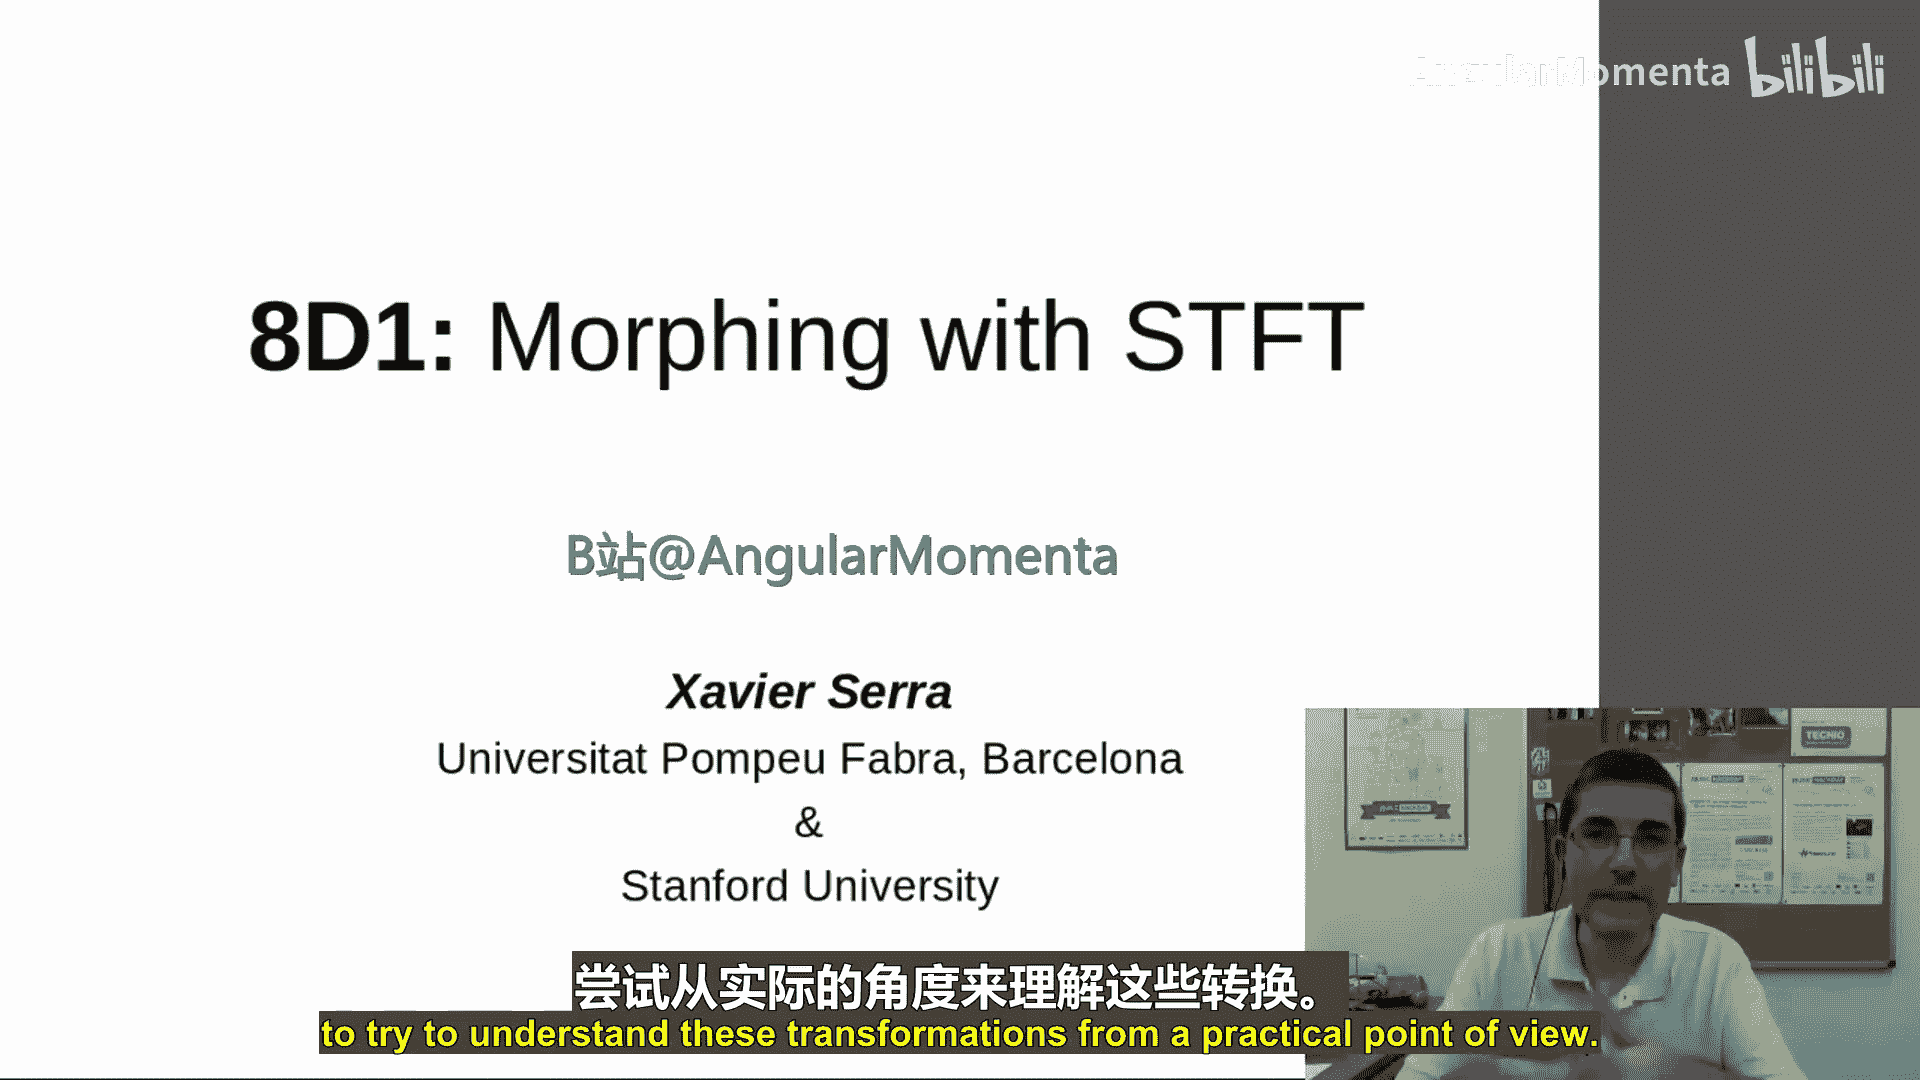 AngularMomenta bilibili
8D1: Morphing with STFT
B站@AngularMomenta
Xavier Serra
Universitat Pompeu Fabra, Barcelona
&
Stanford University
TECNIO
尝试从实际的角度来理解这些转换。
to try to understand these transformations from a practical point of view.